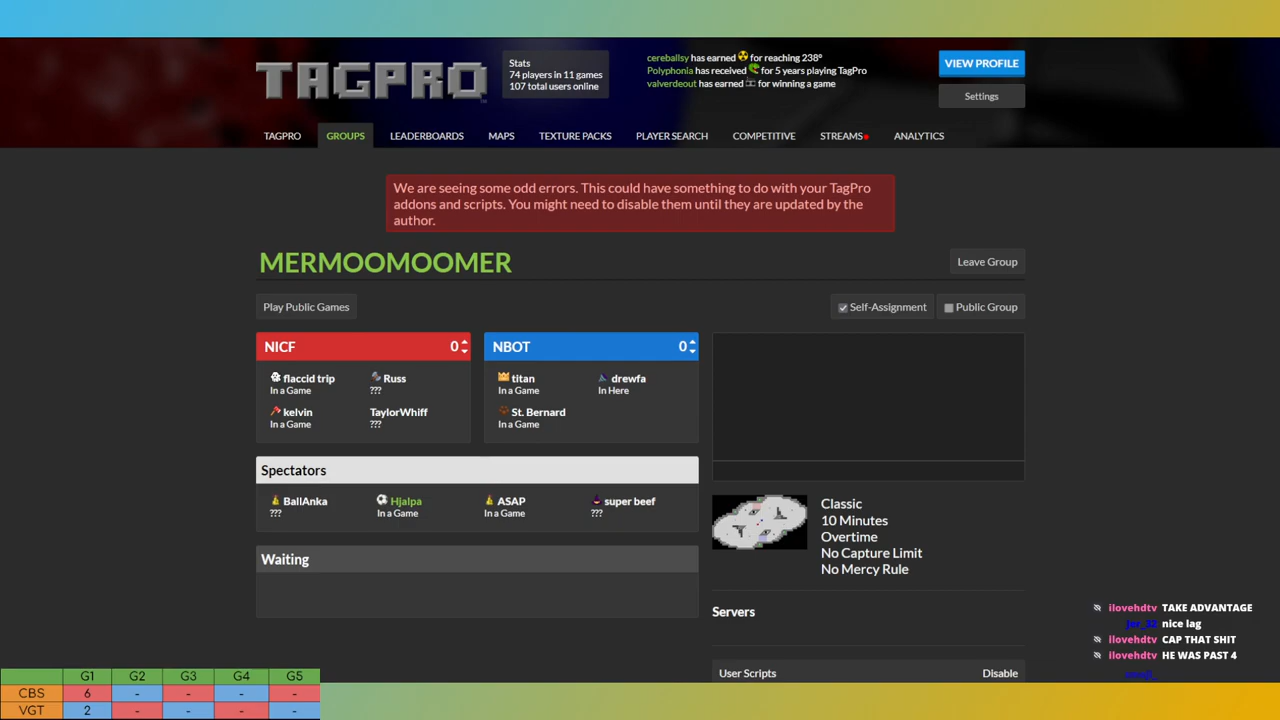 TAGPRO
Stats
74 players in 11 games
107 total users online
cereballsy has earned for reaching 238°
Polyphonia has received for 5 years playing TagPro
valverdeout has earned for winning a game
VIEW PROFILE
Settings
TAGPRO GROUPS LEADERBOARDS MAPS TEXTURE PACKS PLAYER SEARCH COMPETITIVE STREAMS ANALYTICS
We are seeing some odd errors. This could have something to do with your TagPro
addons and scripts. You might need to disable them until they are updated by the
author.
MERMOOMOOMER
Leave Group
Play Public Games
Self-Assignment
Public Group
NICF 0
flaccid trip
In a Game
Russ
???
kelvin
In a Game
TaylorWhiff
???
NBOT 0
titan
In a Game
drewfa
In Here
St. Bernard
In a Game
Spectators
BallAnka
???
Hjalpa
In a Game
ASAP
In a Game
super beef
???
Waiting
Classic
10 Minutes
Overtime
No Capture Limit
No Mercy Rule
Servers
User Scripts Disable
ilovehdtv TAKE ADVANTAGE
nice lag
ilovehdtv CAP THAT SHIT
ilovehdtv HE WAS PAST 4
G1 G2 G3 G4 G5
CBS 6 - - - -
VGT 2 - - - -